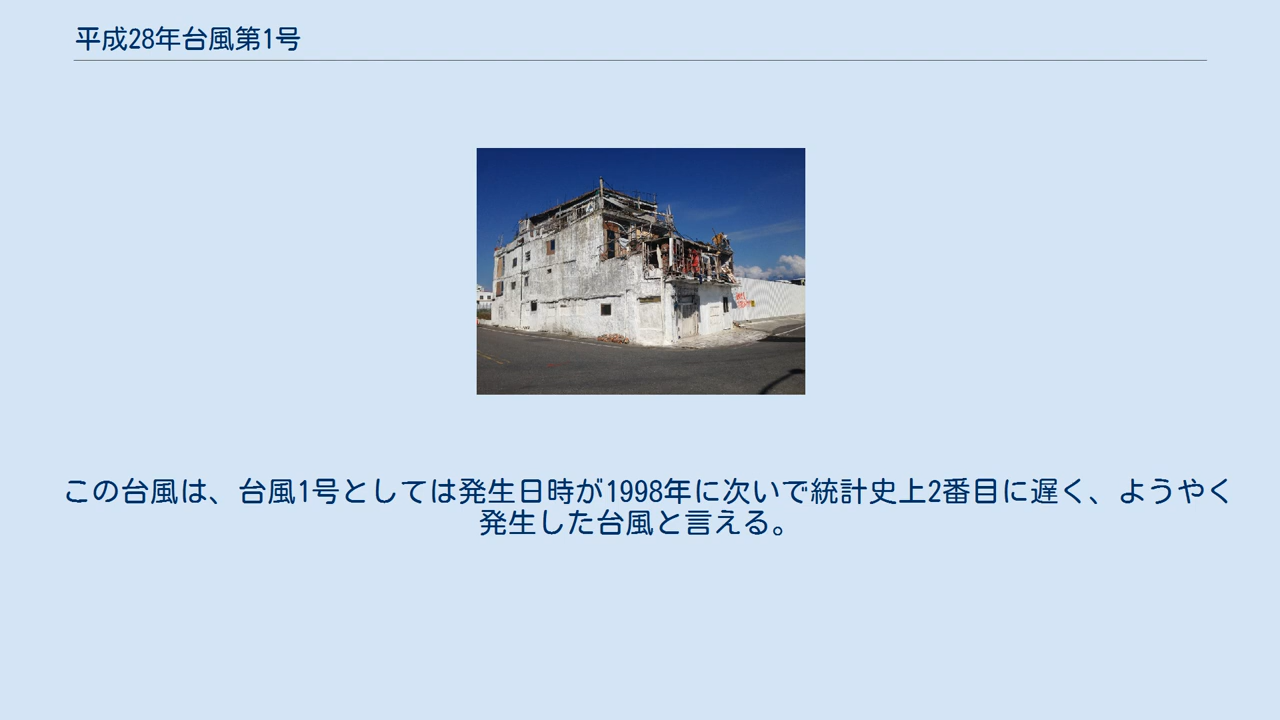 平成28年台風第1号
この台風は、台風1号としては発生日時が1998年に次いで統計史上2番目に遅く、ようやく
発生した台風と言える。